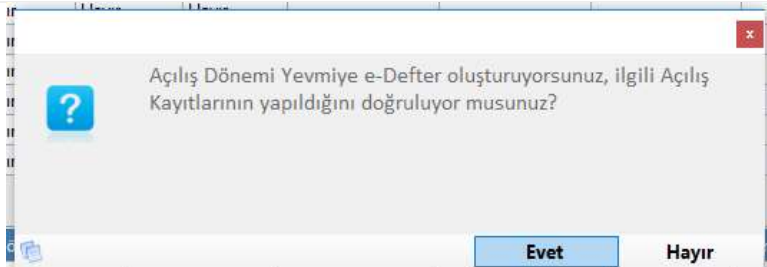 Açılış Dönemi Yevmiye e-Defter oluşturuyorsunuz, ilgili Açılış
Kayıtlarının yapıldığını doğruluyor musunuz?
Evet Hayır